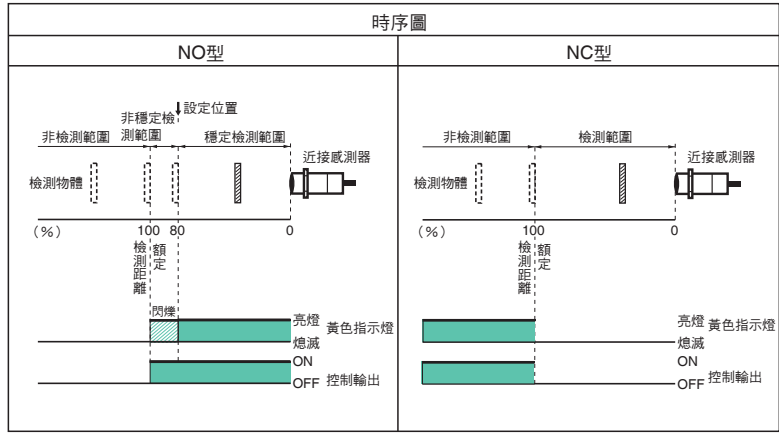 時序圖
NO型
NC型
設定位置
非檢測範圍
非穩定檢
測範圍
穩定檢測範圍
近接感測器
檢測物體
(%)
100
80
0
額定
檢測距離
閃爍
亮燈
熄滅
黃色指示燈
ON
OFF
控制輸出
非檢測範圍
檢測範圍
近接感測器
檢測物體
(%)
100
0
額定
檢測距離
亮燈
熄滅
黃色指示燈
ON
OFF
控制輸出